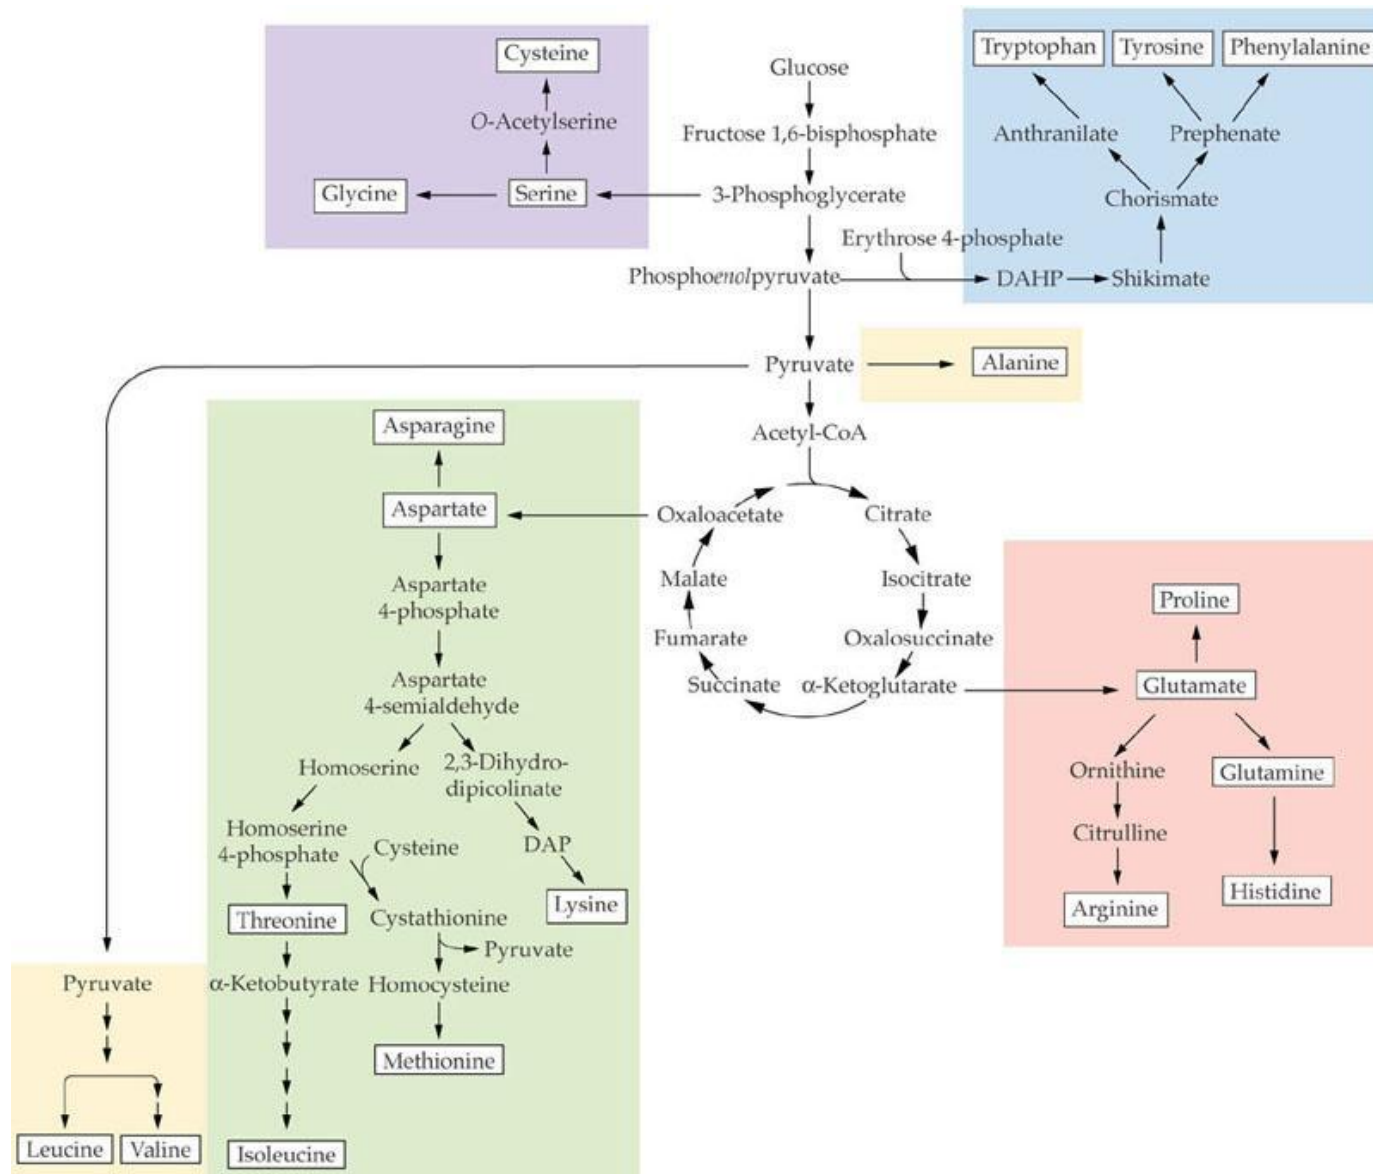 Cysteine
O-Acetylserine
Glycine
Serine
Glucose
Fructose 1,6-bisphosphate
3-Phosphoglycerate
Phosphoenolpyruvate
Erythrose 4-phosphate
Tryptophan
Tyrosine
Phenylalanine
Anthranilate
Prephenate
Chorismate
DAHP
Shikimate
Pyruvate
Alanine
Acetyl-CoA
Oxaloacetate
Citrate
Malate
Isocitrate
Fumarate
Oxalosuccinate
Succinate
α-Ketoglutarate
Asparagine
Aspartate
Aspartate
4-phosphate
Aspartate
4-semialdehyde
Homoserine
2,3-Dihydro-
dipicolinate
Homoserine
4-phosphate
Cysteine
DAP
Threonine
Cystathionine
Lysine
Pyruvate
α-Ketobutyrate
Homocysteine
Methionine
Isoleucine
Proline
Glutamate
Ornithine
Glutamine
Citrulline
Arginine
Histidine
Pyruvate
Leucine
Valine